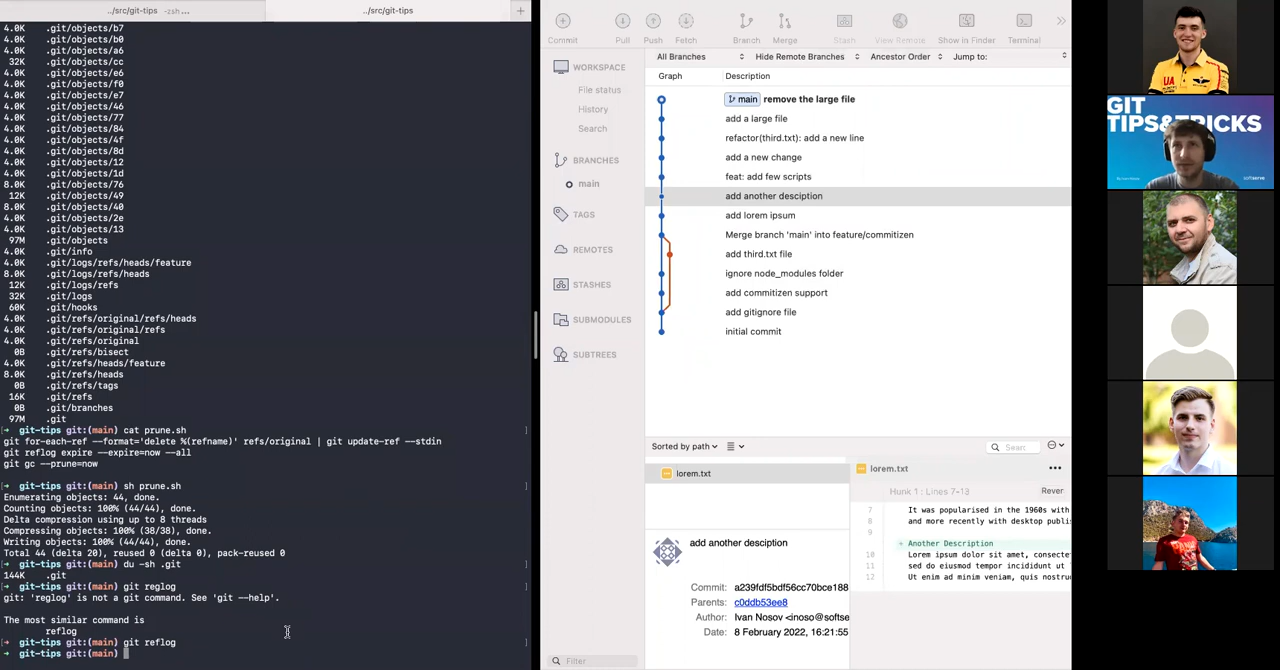 ../src/git-tips -zsh...
../src/git-tips
+
4.0K .git/objects/b7
4.0K .git/objects/b0
4.0K .git/objects/a6
32K .git/objects/cc
4.0K .git/objects/e6
4.0K .git/objects/f0
4.0K .git/objects/e7
4.0K .git/objects/46
4.0K .git/objects/77
4.0K .git/objects/84
4.0K .git/objects/4f
4.0K .git/objects/8d
4.0K .git/objects/12
4.0K .git/objects/1d
8.0K .git/objects/76
12K .git/objects/49
8.0K .git/objects/40
4.0K .git/objects/2e
4.0K .git/objects/13
97M .git/objects
4.0K .git/info
4.0K .git/logs/refs/heads/feature
8.0K .git/logs/refs/heads
12K .git/logs/refs
32K .git/logs
60K .git/hooks
4.0K .git/refs/original/refs/heads
4.0K .git/refs/original/refs
4.0K .git/refs/original
0B .git/refs/bisect
4.0K .git/refs/heads/feature
8.0K .git/refs/heads
0B .git/refs/tags
16K .git/refs
0B .git/branches
97M .git
[➜ git-tips git:(main) cat prune.sh ]
git for-each-ref --format='delete %(refname)' refs/original | git update-ref --stdin
git reflog expire --expire=now --all
git gc --prune=now
[➜ git-tips git:(main) sh prune.sh ]
Enumerating objects: 44, done.
Counting objects: 100% (44/44), done.
Delta compression using up to 8 threads
Compressing objects: 100% (38/38), done.
Writing objects: 100% (44/44), done.
Total 44 (delta 20), reused 0 (delta 0), pack-reused 0
[➜ git-tips git:(main) du -sh .git ]
144K .git
[➜ git-tips git:(main) git reglog ]
git: 'reglog' is not a git command. See 'git --help'.
The most similar command is
reflog
[➜ git-tips git:(main) git reflog ]
➜ git-tips git:(main)
Commit
Pull
Push
Fetch
Branch
Merge
Stash
View Remote
Show in Finder
Terminal
All Branches
Hide Remote Branches
Ancestor Order
Jump to:
WORKSPACE
File status
History
Search
BRANCHES
main
TAGS
REMOTES
STASHES
SUBMODULES
SUBTREES
Filter
Graph Description
main remove the large file
add a large file
refactor(third.txt): add a new line
add a new change
feat: add few scripts
add another desciption
add lorem ipsum
Merge branch 'main' into feature/commitizen
add third.txt file
ignore node_modules folder
add commitizen support
add gitignore file
initial commit
Sorted by path
lorem.txt
add another desciption
Commit: a239fdf5bdf56cc70bce188
Parents: c0ddb53ee8
Author: Ivan Nosov <inoso@softse
Date: 8 February 2022, 16:21:55
lorem.txt
Hunk 1 : Lines 7-13
Rever
7 It was popularised in the 1960s with
8 and more recently with desktop publis
9
+ Another Description
10 Lorem ipsum dolor sit amet, consecte
11 sed do eiusmod tempor incididunt ut l
12 Ut enim ad minim veniam, quis nostru
UA
GIT
TIPS&TRICKS
softserve